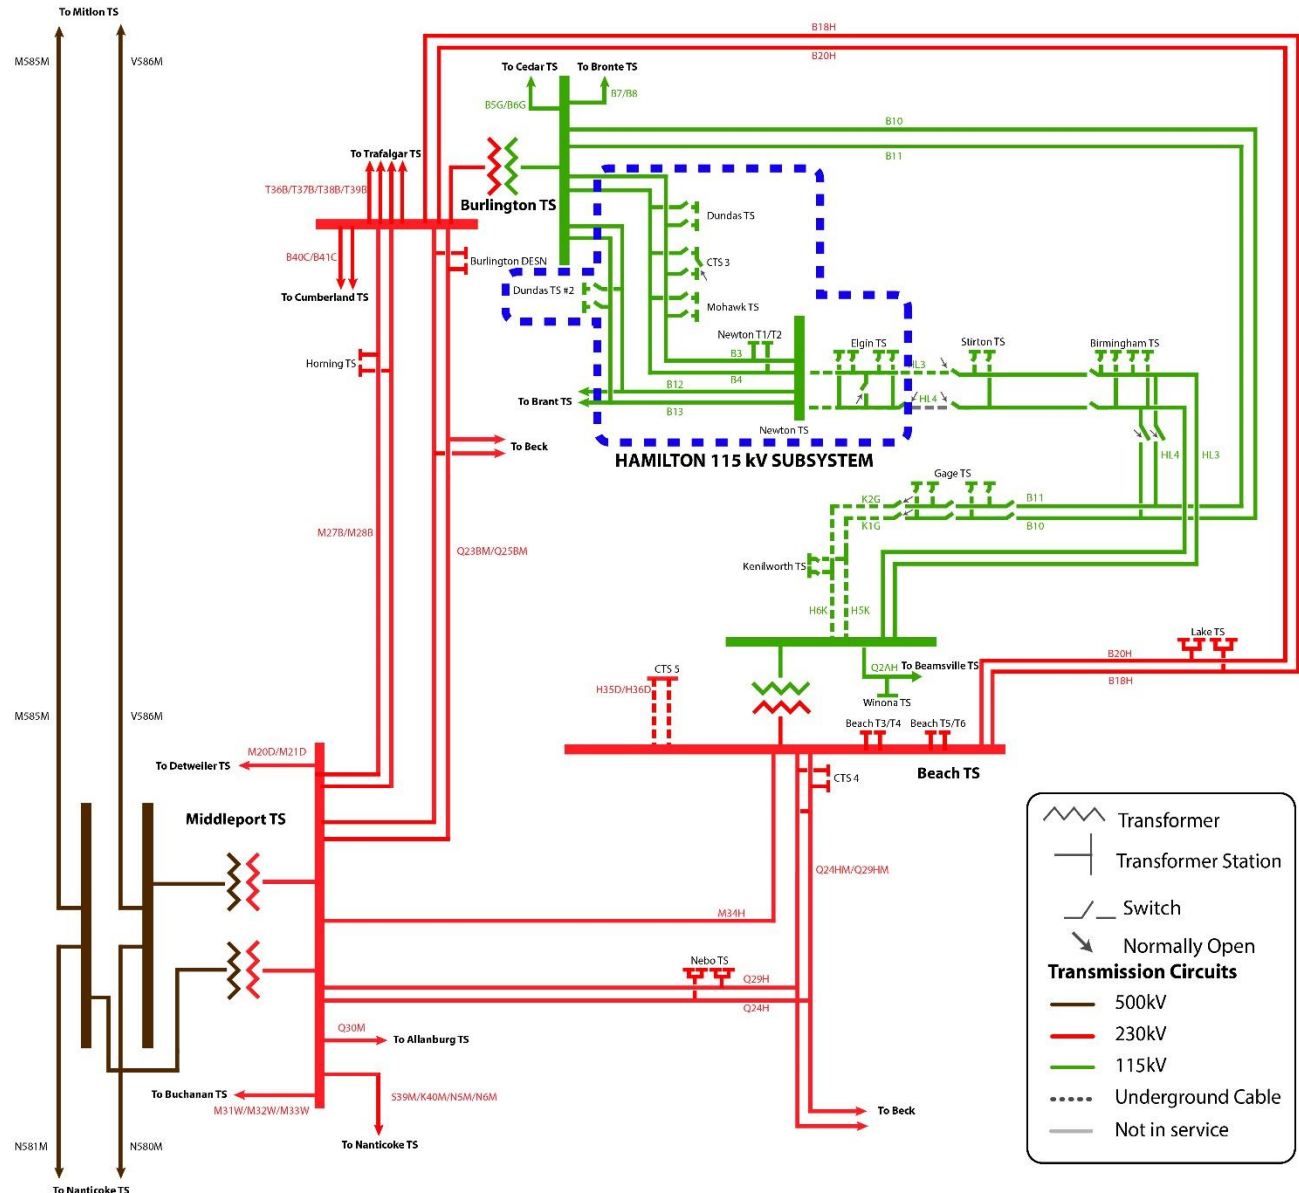 To Mitlon TS
M585M
V586M
B18H
B20H
To Cedar TS
To Bronte TS
B7/B8
B5G/B6G
B10
B11
To Trafalgar TS
T36B/T37B/T38B/T39B
Burlington TS
Dundas TS
B40C/B41C
Burlington DESN
CTS 3
To Cumberland TS
Dundas TS #2
Mohawk TS
Newton T1/T2
Elgin TS
Stirton TS
Birmingham TS
Horning TS
B3
HL3
B4
B12
To Brant TS
B13
HL4
Newton TS
To Beck
HAMILTON 115 kV SUBSYSTEM
HL4
HL3
Gage TS
K2G
B11
K1G
B10
M27B/M28B
Q23BM/Q25BM
Kenilworth TS
H6K
H5K
Lake TS
B20H
B18H
CTS 5
H35D/H36D
Q2AH
To Beamsville TS
Winona TS
M585M
V586M
Beach T3/T4
Beach T5/T6
M20D/M21D
To Detweiler TS
Beach TS
CTS 4
Middleport TS
Transformer
Transformer Station
Q24HM/Q29HM
M34H
Switch
Normally Open
Nebo TS
Q29H
Q24H
Transmission Circuits
500kV
230kV
115kV
Underground Cable
Not in service
Q30M
To Allanburg TS
To Buchanan TS
M31W/M32W/M33W
S39M/K40M/N5M/N6M
To Beck
To Nanticoke TS
N581M
N580M
To Nanticoke TS